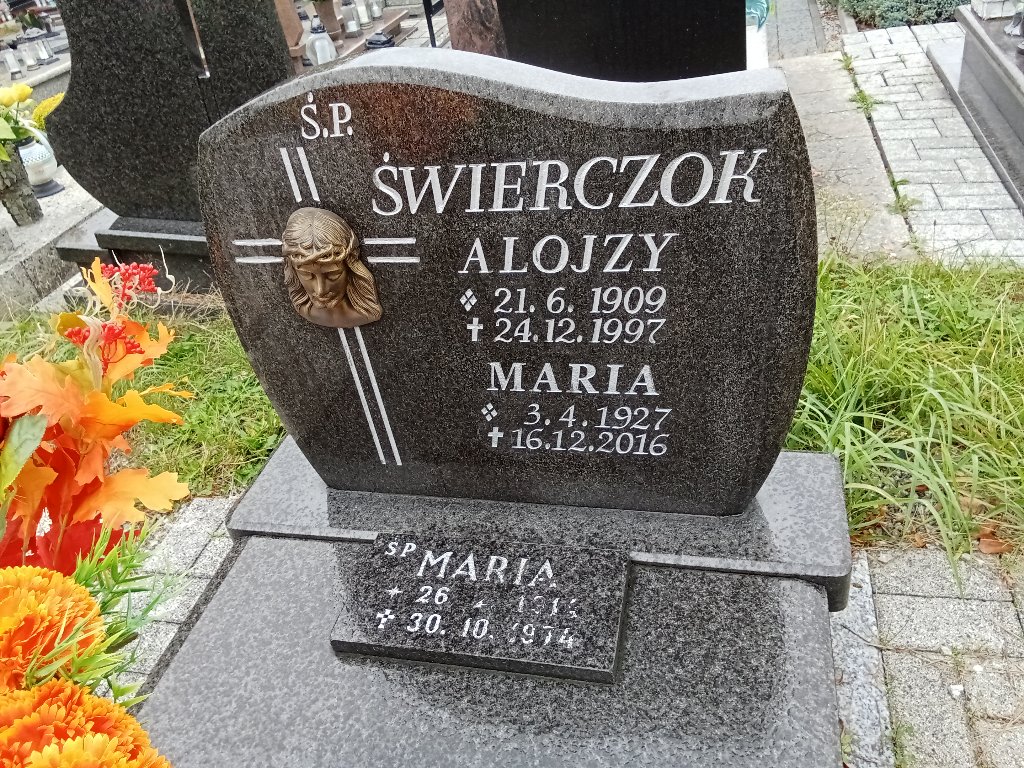 Ś.P.
ŚWIERCZOK
ALOJZY
21. 6. 1909
✝ 24.12.1997
MARIA
3. 4. 1927
✝ 16.12.2016
SP MARIA
26
✝ 30. 10. 1974